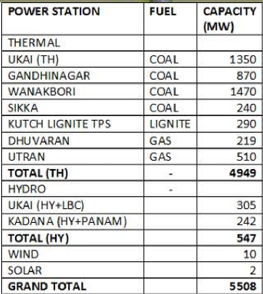 POWER STATION FUEL CAPACITY (MW)
THERMAL
UKAI (TH) COAL 1350
GANDHINAGAR COAL 870
WANAKBORI COAL 1470
SIKKA COAL 240
KUTCH LIGNITE TPS LIGNITE 290
DHUVARAN GAS 219
UTRAN GAS 510
TOTAL (TH) - 4949
HYDRO -
UKAI (HY+LBC) 305
KADANA (HY+PANAM) 242
TOTAL (HY) 547
WIND 10
SOLAR 2
GRAND TOTAL 5508